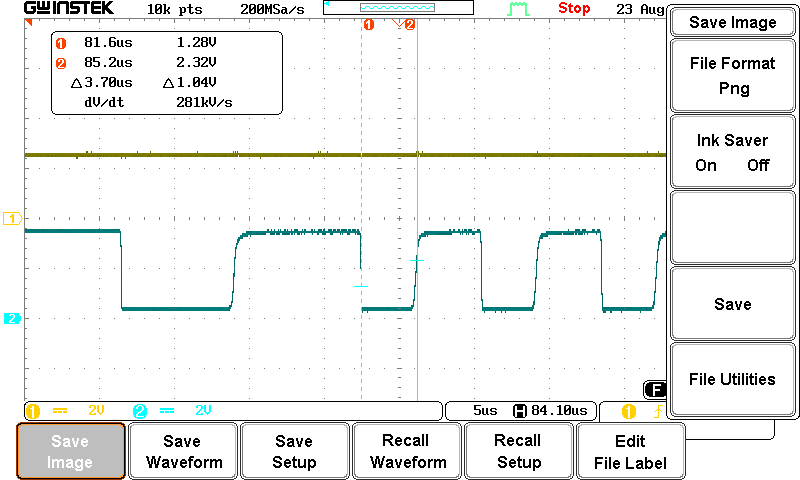 GWINSTEK 10k pts 200MSa/s Stop 23 Aug
1 2
1 81.6us 1.28V
2 85.2us 2.32V
△3.70us △1.04V
dV/dt 281kV/s
1
2
F
1 2V 2 2V 5us H 84.10us 1
Save Image
File Format
Png
Ink Saver
On Off
Save
File Utilities
Save
Image
Save
Waveform
Save
Setup
Recall
Waveform
Recall
Setup
Edit
File Label